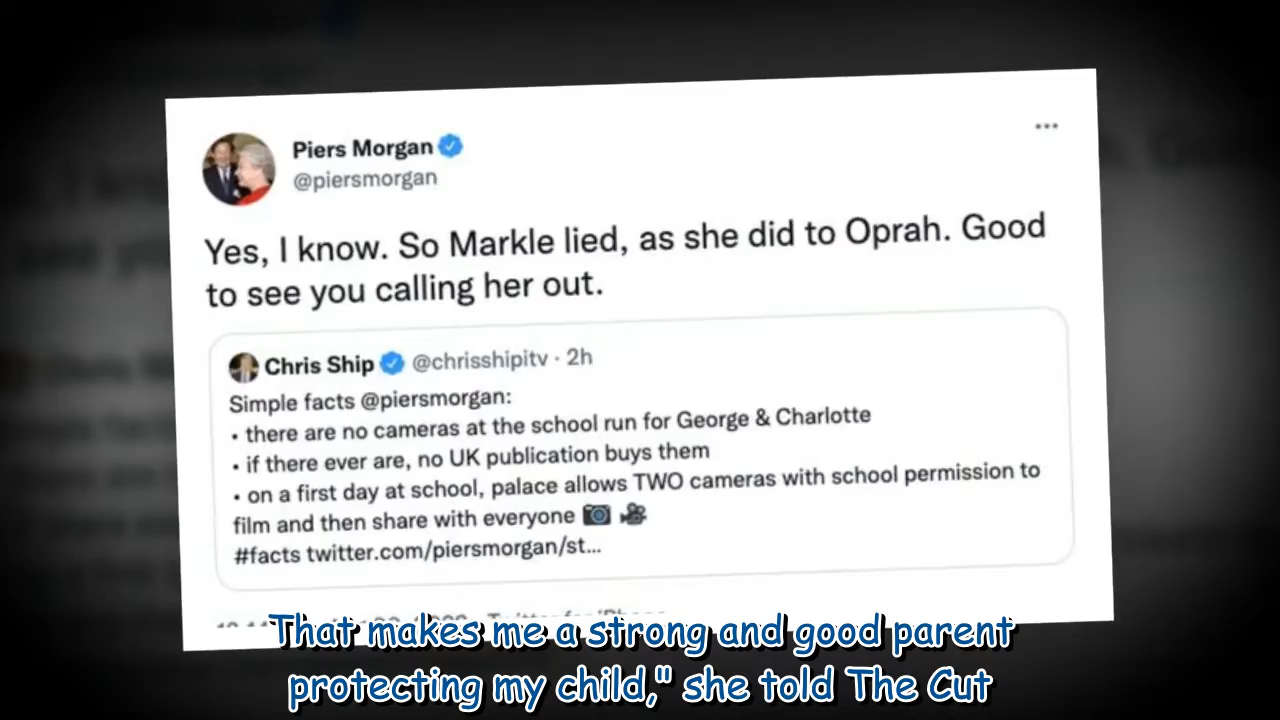 Piers Morgan
@piersmorgan
Yes, I know. So Markle lied, as she did to Oprah. Good
to see you calling her out.
Chris Ship @chrisshipitv · 2h
Simple facts @piersmorgan:
• there are no cameras at the school run for George & Charlotte
• if there ever are, no UK publication buys them
• on a first day at school, palace allows TWO cameras with school permission to
film and then share with everyone 📷 🎥
#facts twitter.com/piersmorgan/st...
That makes me a strong and good parent
protecting my child," she told The Cut